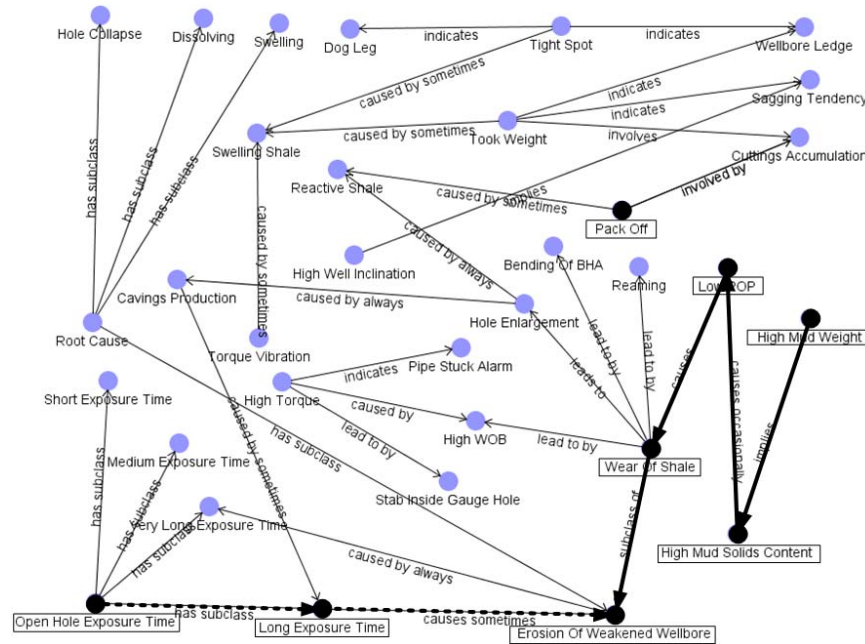 Hole Collapse
Dissolving
Swelling
Dog Leg
indicates
Tight Spot
indicates
Wellbore Ledge
caused by sometimes
indicates
Sagging Tendency
indicates
Swelling Shale
caused by sometimes
Took Weight
involves
Cuttings Accumulation
has subclass
has subclass
has subclass
Reactive Shale
implies
caused by sometimes
involved by
Pack Off
caused by sometimes
High Well Inclination
caused by always
Bending Of BHA
Reaming
Low ROP
Cavings Production
caused by always
Hole Enlargement
lead to by
lead to by
High Mud Weight
Root Cause
Torque Vibration
Pipe Stuck Alarm
indicates
leads to
causes
causes occasionally
implies
Short Exposure Time
High Torque
caused by
High WOB
lead to by
lead to by
has subclass
Wear Of Shale
Medium Exposure Time
caused by sometimes
Stab Inside Gauge Hole
has subclass
has subclass
has subclass
Very Long Exposure Time
subclass of
High Mud Solids Content
caused by always
Open Hole Exposure Time
has subclass
Long Exposure Time
causes sometimes
Erosion Of Weakened Wellbore